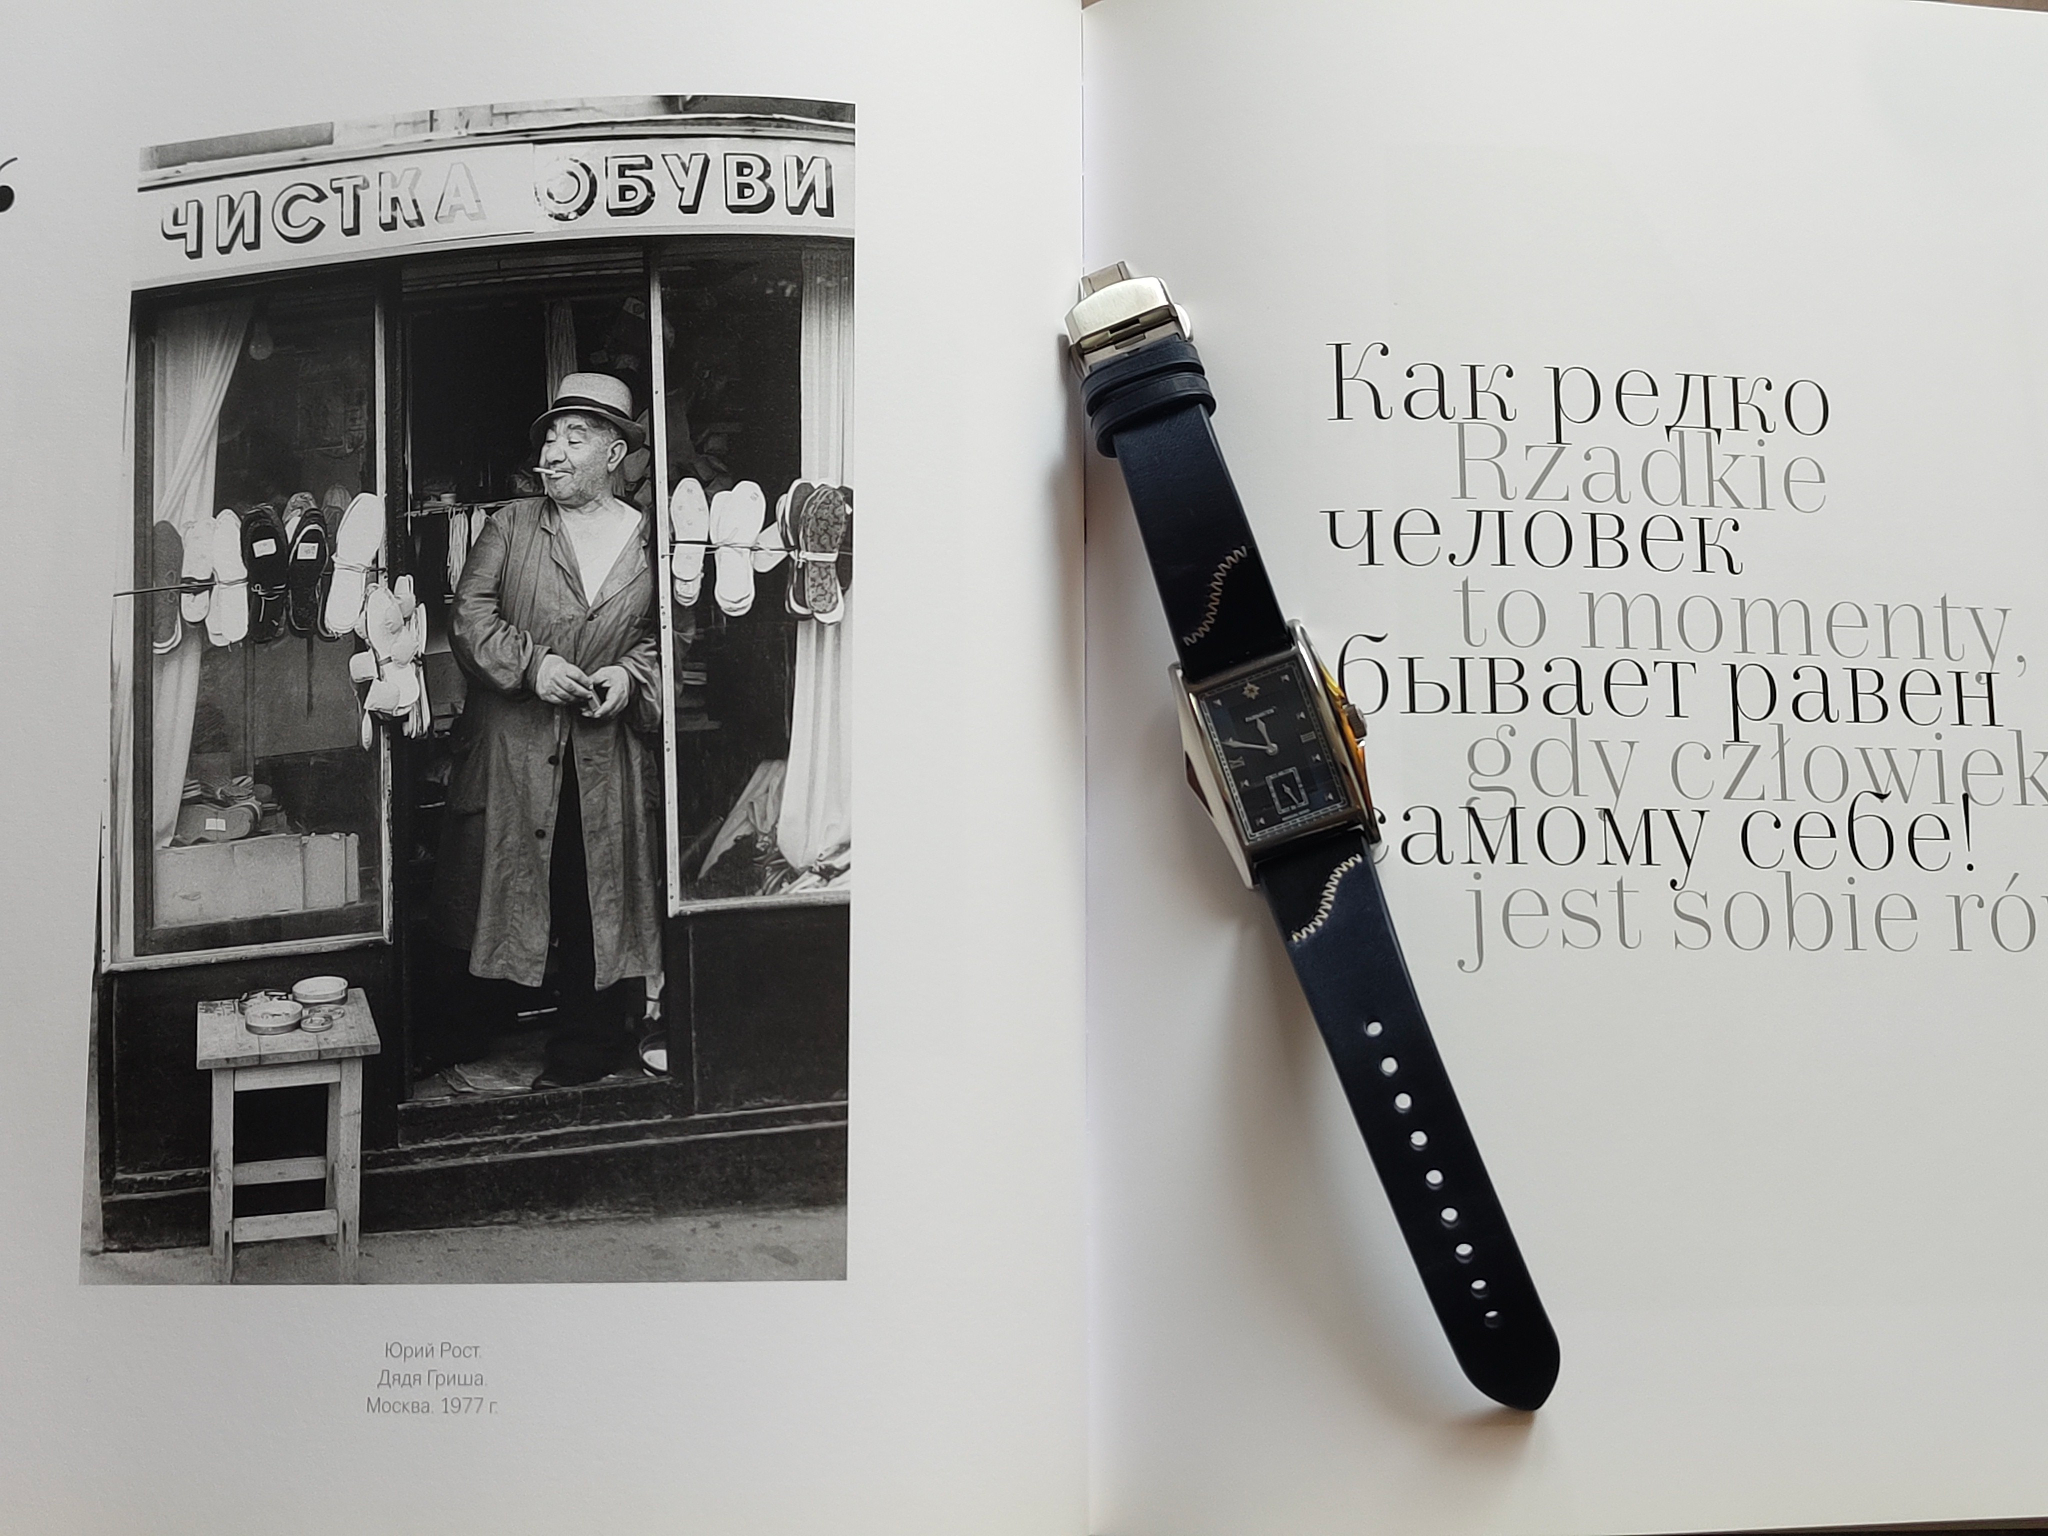 ЧИСТКА ОБУВИ
Юрий Рост.
Дядя Гриша.
Москва. 1977 г.
Как редко
Rzadkie
человек
to momenty,
бывает равен
gdy człowiek
самому себе!
jest sobie rów